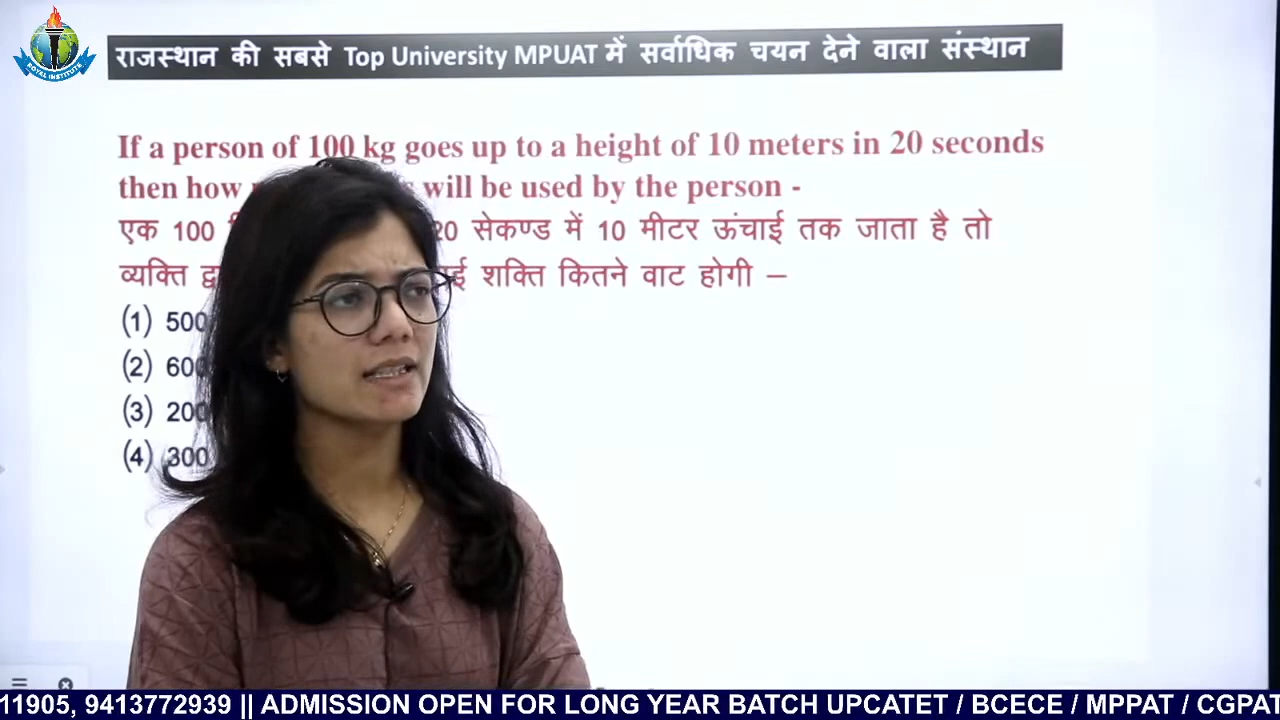 ROYAL INSTITUTE
राजस्थान की सबसे Top University MPUAT में सर्वाधिक चयन देने वाला संस्थान
If a person of 100 kg goes up to a height of 10 meters in 20 seconds
then how will be used by the person -
एक 100 20 सेकण्ड में 10 मीटर ऊंचाई तक जाता है तो
व्यक्ति शक्ति कितने वाट होगी –
(1) 500
(2) 600
(3) 200
(4) 300
11905, 9413772939 || ADMISSION OPEN FOR LONG YEAR BATCH UPCATET / BCECE / MPPAT / CGPAT